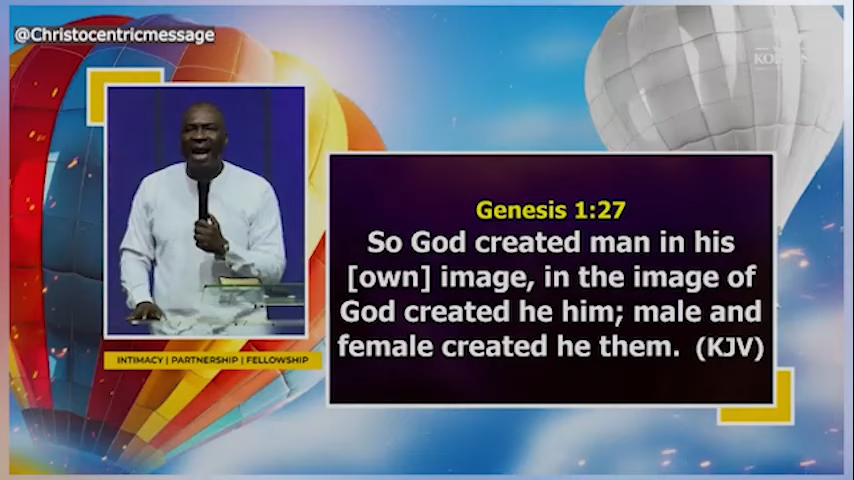 @Christocentricmessage
INTIMACY | PARTNERSHIP | FELLOWSHIP
Genesis 1:27
So God created man in his
[own] image, in the image of
God created he him; male and
female created he them. (KJV)